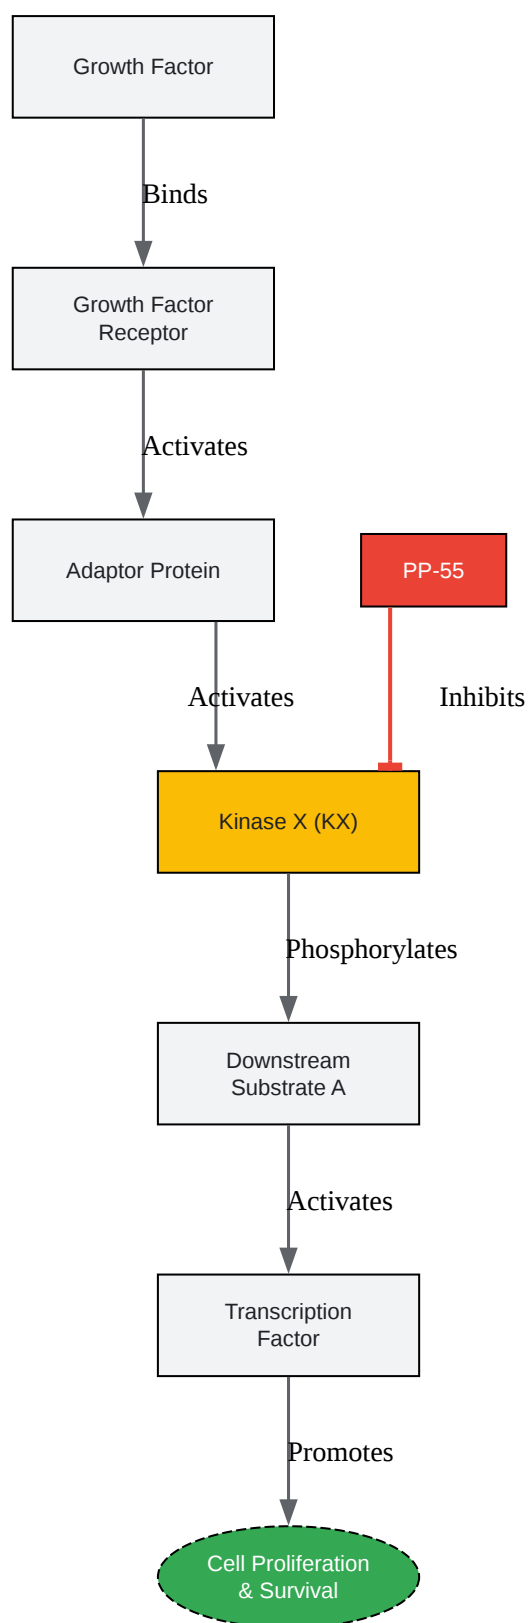 Growth Factor
Binds
Growth Factor
Receptor
Activates
Adaptor Protein
PP-55
Activates
Inhibits
Kinase X (KX)
Phosphorylates
Downstream
Substrate A
Activates
Transcription
Factor
Promotes
Cell Proliferation
& Survival